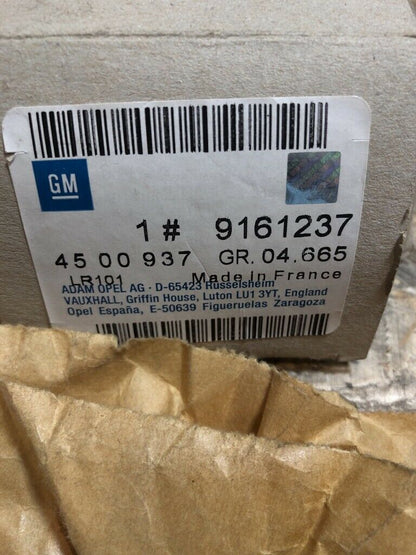 GM
1 # 9161237
45 00 937 GR. 04.665
LR101 Made in France
ADAM OPEL AG · D-65423 Rüsselsheim
VAUXHALL, Griffin House, Luton LU1 3YT, England
Opel España, E-50639 Figueruelas Zaragoza